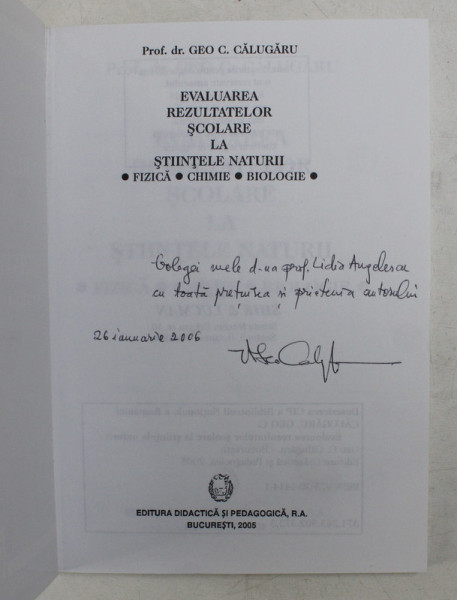 Prof. dr. GEO C. CĂLUGĂRU
EVALUAREA
REZULTATELOR
ŞCOLARE
LA
ŞTIINŢELE NATURII
● FIZICĂ ● CHIMIE ● BIOLOGIE ●
Colegei mele d-na prof. Lidia Angelescu
cu toată preţuirea si prietenia autorului
26 ianuarie 2006
EDITURA DIDACTICĂ ŞI PEDAGOGICĂ, R.A.
BUCUREŞTI, 2005